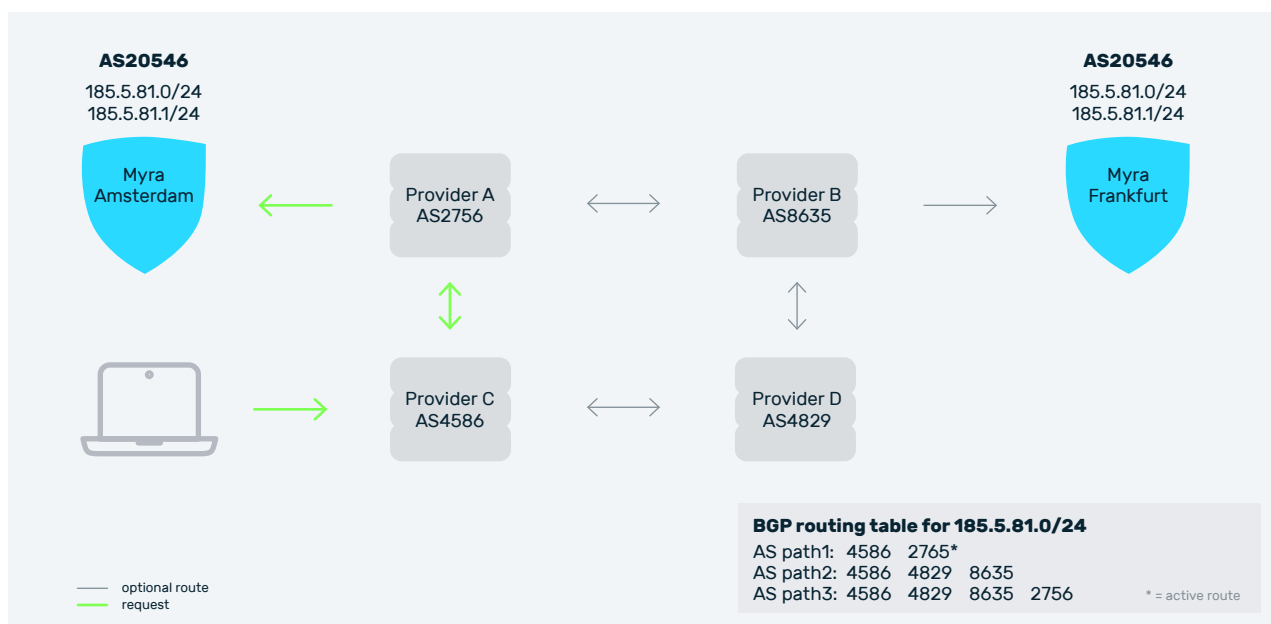 AS20546
185.5.81.0/24
185.5.81.1/24
Myra
Amsterdam
AS20546
185.5.81.0/24
185.5.81.1/24
Myra
Frankfurt
Provider A
AS2756
Provider B
AS8635
Provider C
AS4586
Provider D
AS4829
BGP routing table for 185.5.81.0/24
AS path1: 4586 2765*
AS path2: 4586 4829 8635
AS path3: 4586 4829 8635 2756
* = active route
optional route
request